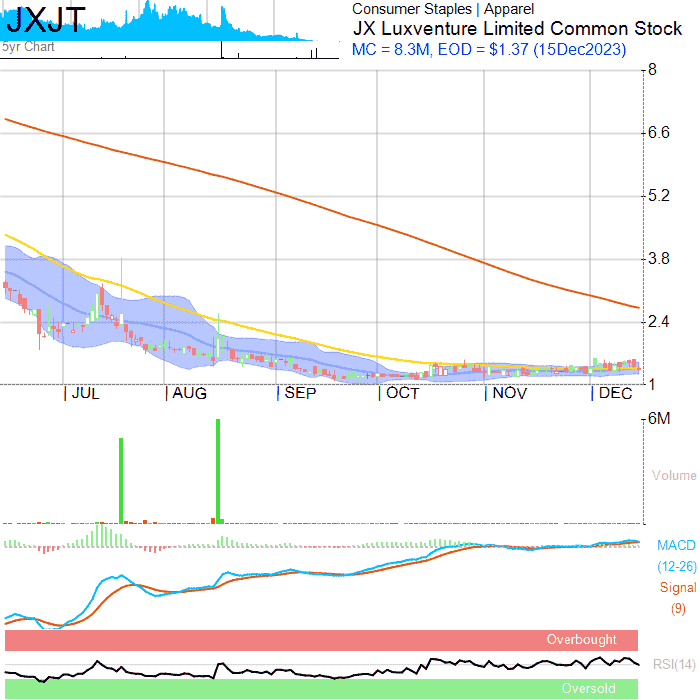 JXJT
5yr Chart
Consumer Staples | Apparel
JX Luxventure Limited Common Stock
MC = 8.3M, EOD = $1.37 (15Dec2023)
8
6.6
5.2
3.8
2.4
1
JUL
AUG
SEP
OCT
NOV
DEC
6M
Volume
MACD
(12-26)
Signal
(9)
Overbought
RSI(14)
Oversold